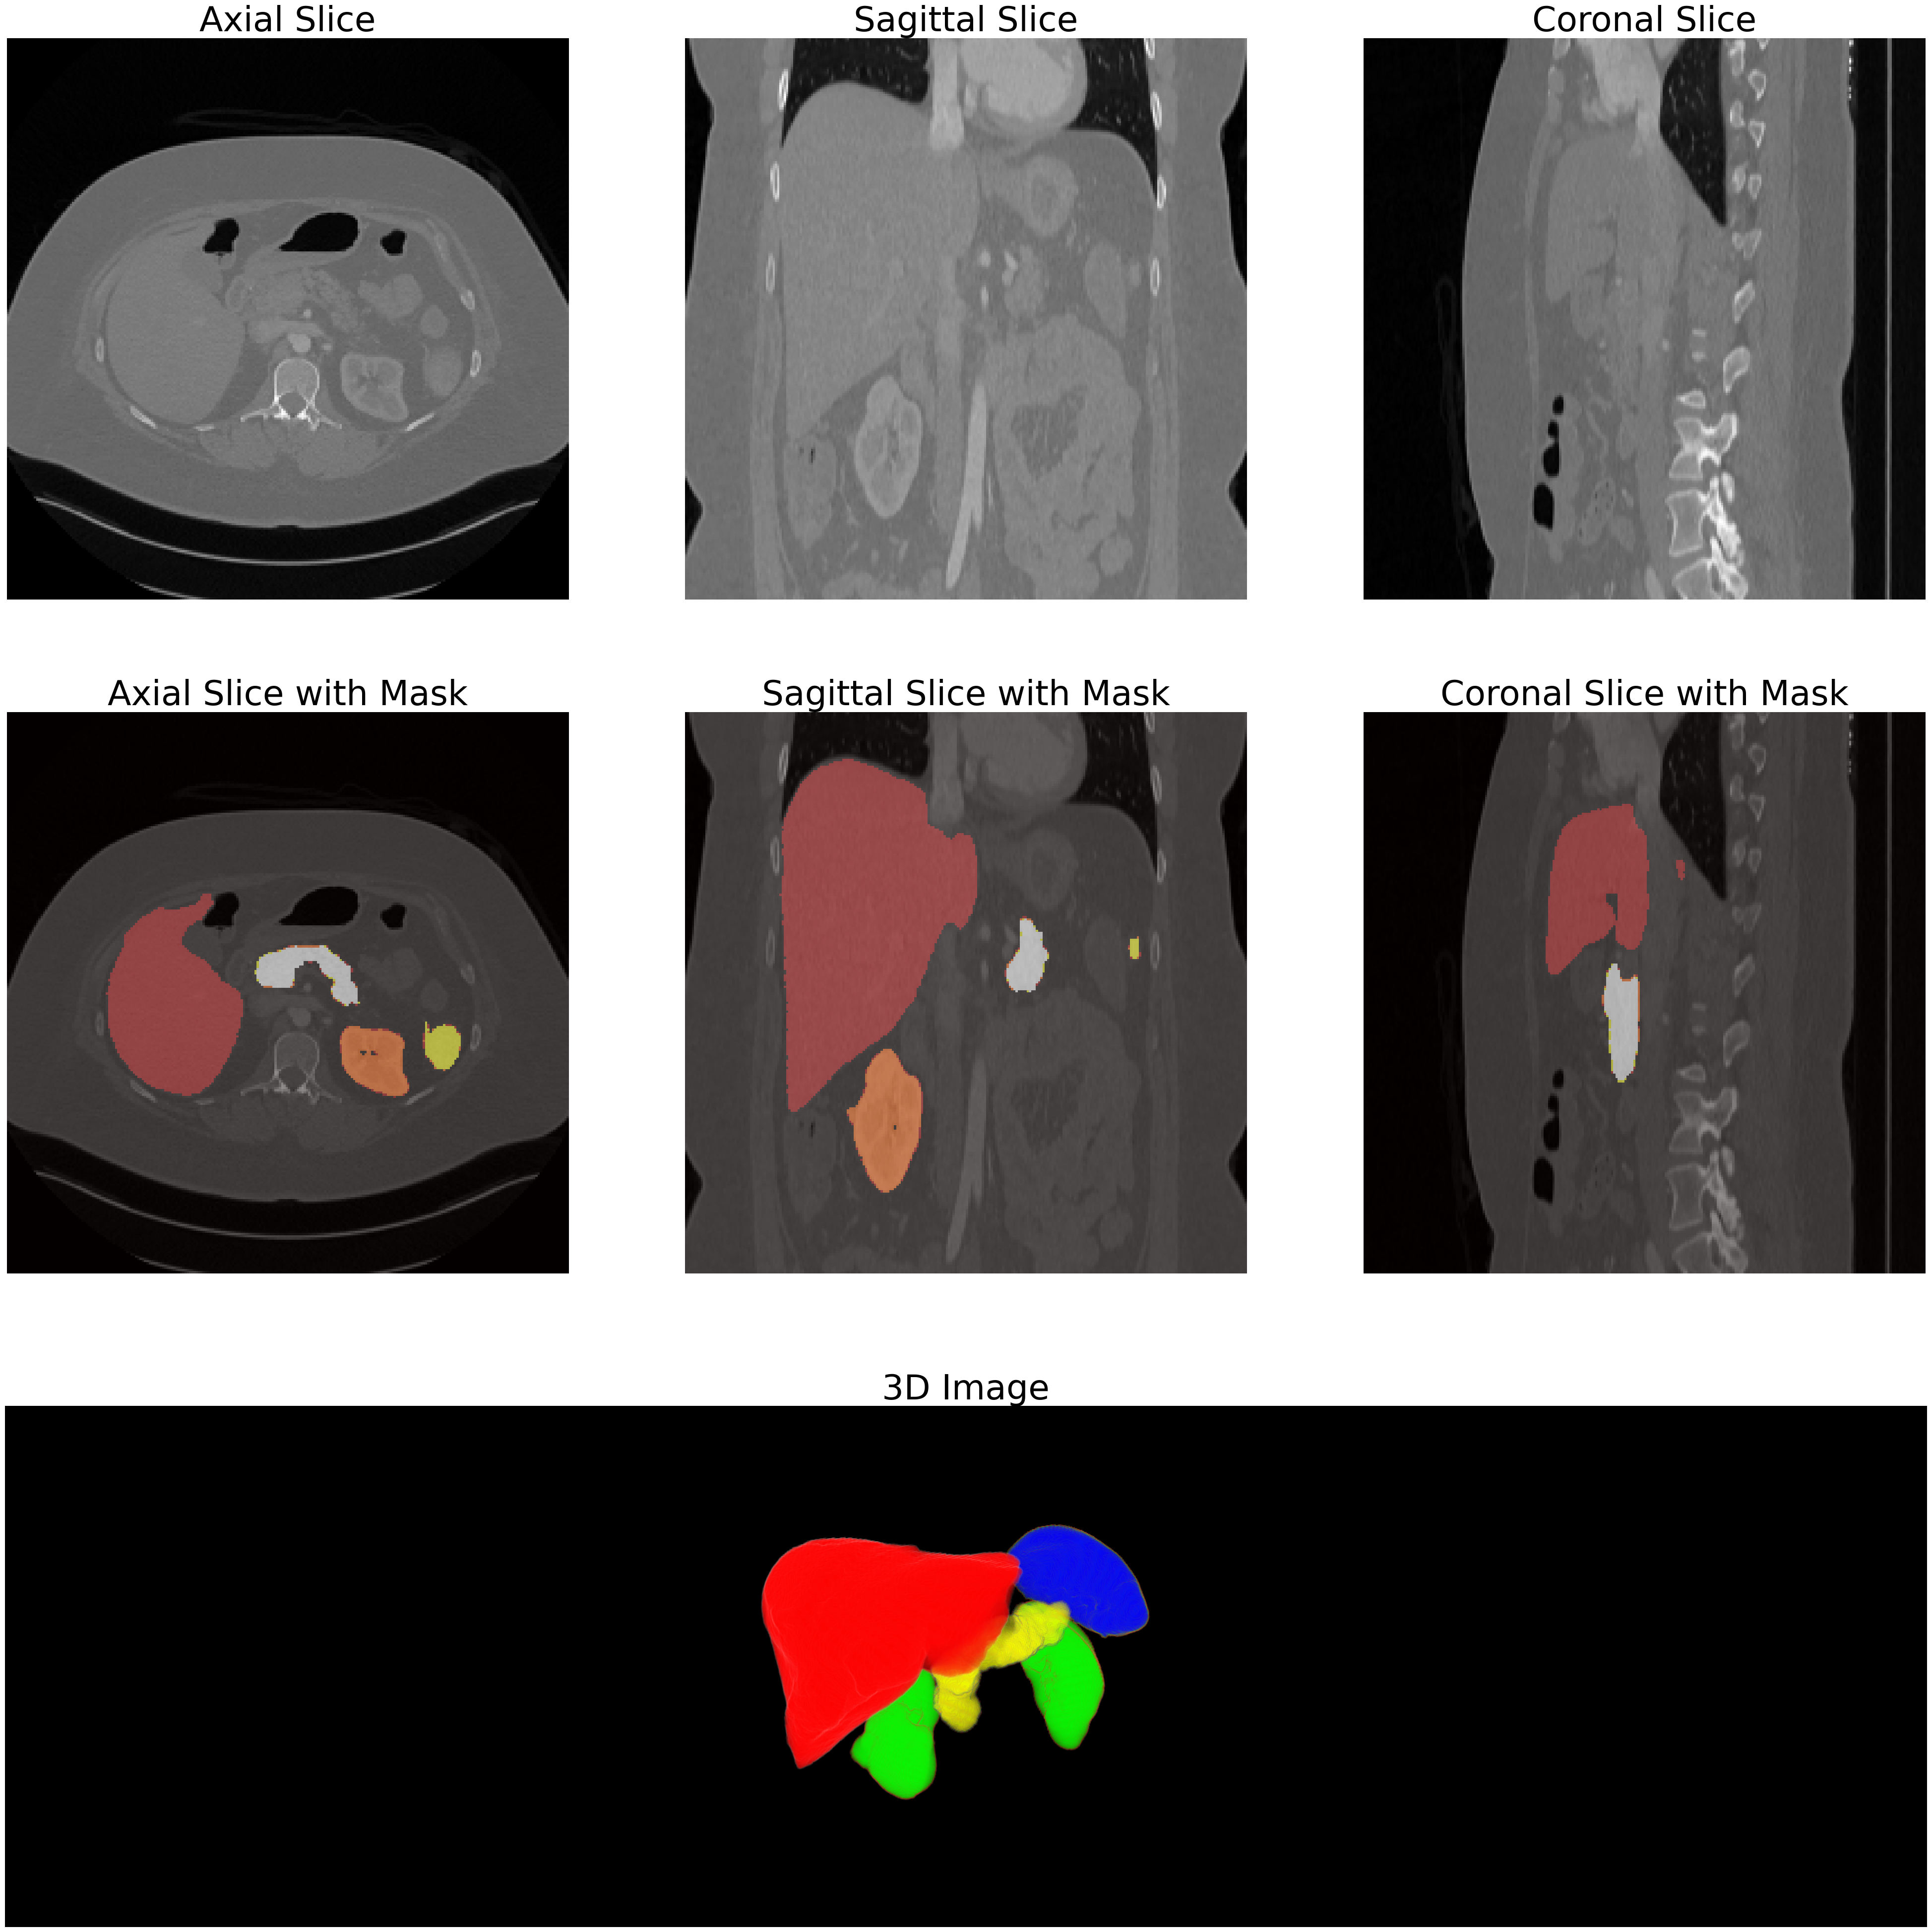 Axial Slice
Sagittal Slice
Coronal Slice
Axial Slice with Mask
Sagittal Slice with Mask
Coronal Slice with Mask
3D Image